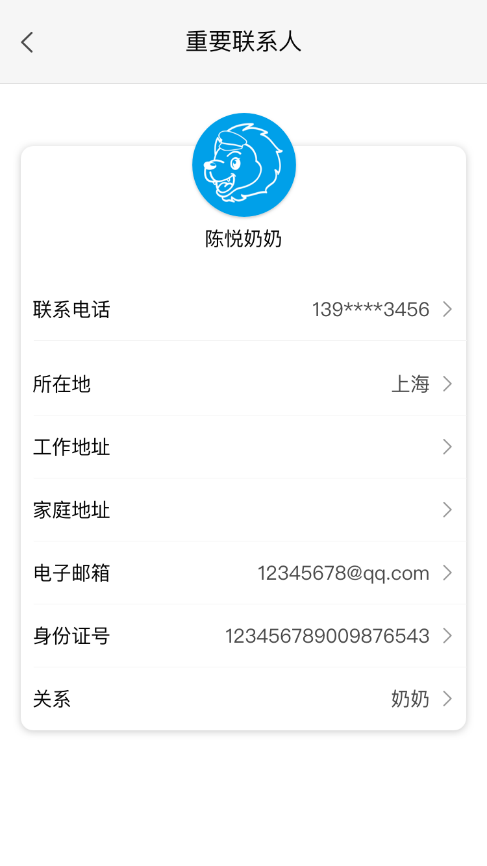 重要联系人
陈悦奶奶
联系电话 139****3456
所在地 上海
工作地址
家庭地址
电子邮箱 12345678@qq.com
身份证号 123456789009876543
关系 奶奶